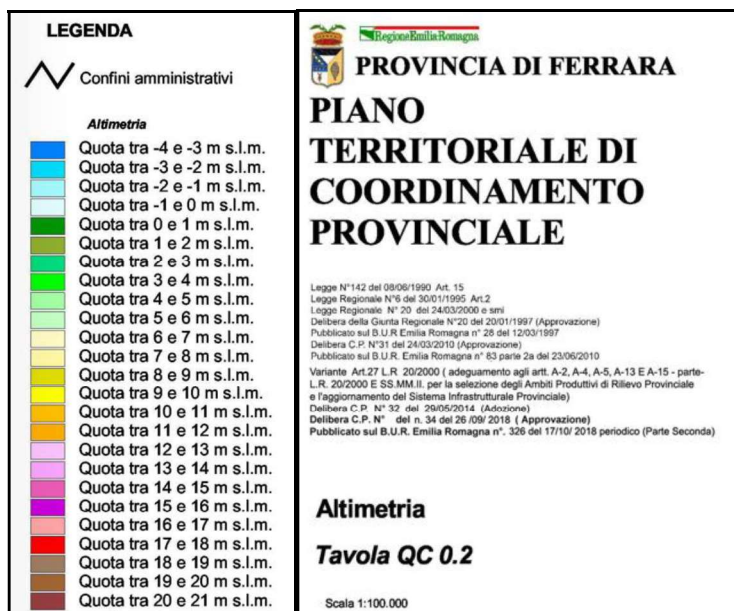 LEGENDA
Confini amministrativi
Altimetria
Quota tra -4 e -3 m s.l.m.
Quota tra -3 e -2 m s.l.m.
Quota tra -2 e -1 m s.l.m.
Quota tra -1 e 0 m s.l.m.
Quota tra 0 e 1 m s.l.m.
Quota tra 1 e 2 m s.l.m.
Quota tra 2 e 3 m s.l.m.
Quota tra 3 e 4 m s.l.m.
Quota tra 4 e 5 m s.l.m.
Quota tra 5 e 6 m s.l.m.
Quota tra 6 e 7 m s.l.m.
Quota tra 7 e 8 m s.l.m.
Quota tra 8 e 9 m s.l.m.
Quota tra 9 e 10 m s.l.m.
Quota tra 10 e 11 m s.l.m.
Quota tra 11 e 12 m s.l.m.
Quota tra 12 e 13 m s.l.m.
Quota tra 13 e 14 m s.l.m.
Quota tra 14 e 15 m s.l.m.
Quota tra 15 e 16 m s.l.m.
Quota tra 16 e 17 m s.l.m.
Quota tra 17 e 18 m s.l.m.
Quota tra 18 e 19 m s.l.m.
Quota tra 19 e 20 m s.l.m.
Quota tra 20 e 21 m s.l.m.
RegioneEmilia-Romagna
PROVINCIA DI FERRARA
PIANO
TERRITORIALE DI
COORDINAMENTO
PROVINCIALE
Legge N°142 del 08/06/1990 Art. 15
Legge Regionale N°6 del 30/01/1995 Art.2
Legge Regionale N° 20 del 24/03/2000 e smi
Delibera della Giunta Regionale N°20 del 20/01/1997 (Approvazione)
Pubblicato su B.U.R Emilia Romagna n° 28 del 12/03/1997
Delibera C.P. N°31 del 24/03/2010 (Approvazione)
Pubblicato su B.U.R Emilia Romagna n° 83 parte 2a del 23/06/2010
Variante Art.27 L.R 20/2000 ( adeguamento agli artt. A-2, A-4, A-5, A-13 E A-15 - parte-
L.R. 20/2000 E SS.MM.II. per la selezione degli Ambiti Produttivi di Rilievo Provinciale
e l'aggiornamento del Sistema Infrastrutturale Provinciale)
Delibera C.P. N° 32 del 29/05/2014 (Adozione)
Delibera C.P. N° del n. 34 del 26 /09/ 2018 ( Approvazione)
Pubblicato sul B.U.R. Emilia Romagna n°. 326 del 17/10/ 2018 periodico (Parte Seconda)
Altimetria
Tavola QC 0.2
Scala 1:100.000